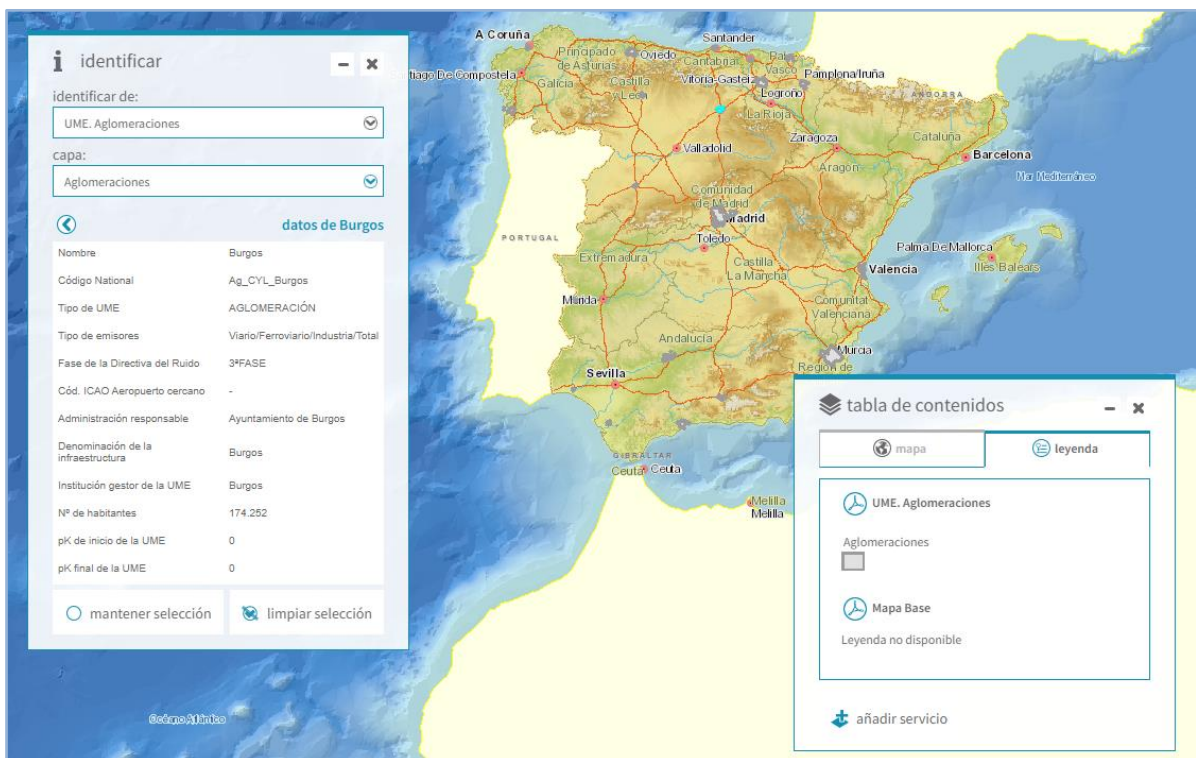 identificar
identificar de:
UME. Aglomeraciones
capa:
Aglomeraciones
datos de Burgos
Nombre Burgos
Código National Ag_CYL_Burgos
Tipo de UME AGLOMERACIÓN
Tipo de emisores Viario/Ferroviario/Industria/Total
Fase de la Directiva del Ruido 3ªFASE
Cód. ICAO Aeropuerto cercano -
Administración responsable Ayuntamiento de Burgos
Denominación de la
infraestructura Burgos
Institución gestor de la UME Burgos
Nº de habitantes 174.252
pK de inicio de la UME 0
pK final de la UME 0
mantener selección
limpiar selección
A Coruña
Santander
Principado
de Asturias
Oviedo
Cantabria
País
Vasco
De Compostela
Galicia
Castilla
y León
Vitoria-Gasteiz
Pamplona/Iruña
Logroño
La Rioja
ANDORRA
Valladolid
Zaragoza
Cataluña
Barcelona
Aragón
Mar Mediterráneo
Comunidad
de Madrid
Madrid
PORTUGAL
Toledo
Extremadura
Castilla
La Mancha
Palma De Mallorca
Illes Balears
Valencia
Mérida
Comunitat
Valenciana
Andalucía
Murcia
Región de
Sevilla
GIBRALTAR
Ceuta
Ceuta
Melilla
Melilla
Océano Atlántico
tabla de contenidos
mapa
leyenda
UME. Aglomeraciones
Aglomeraciones
Mapa Base
Leyenda no disponible
añadir servicio